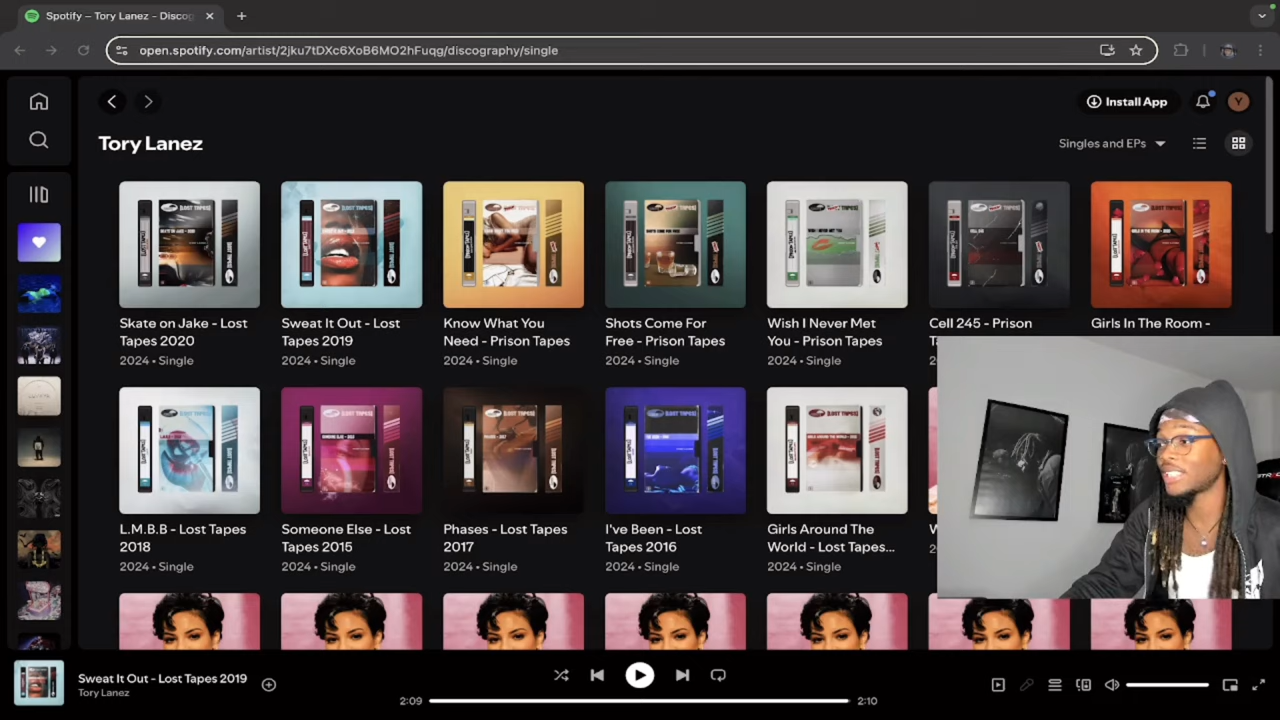 Spotify – Tory Lanez - Discog
open.spotify.com/artist/2jku7tDXc6XoB6MO2hFuqg/discography/single
Install App
Y
Tory Lanez
Singles and EPs
Skate on Jake - Lost
Tapes 2020
2024 • Single
Sweat It Out - Lost
Tapes 2019
2024 • Single
Know What You
Need - Prison Tapes
2024 • Single
Shots Come For
Free - Prison Tapes
2024 • Single
Wish I Never Met
You - Prison Tapes
2024 • Single
Cell 245 - Prison
Girls In The Room -
L.M.B.B - Lost Tapes
2018
2024 • Single
Someone Else - Lost
Tapes 2015
2024 • Single
Phases - Lost Tapes
2017
2024 • Single
I've Been - Lost
Tapes 2016
2024 • Single
Girls Around The
World - Lost Tapes...
2024 • Single
Sweat It Out - Lost Tapes 2019
Tory Lanez
2:09
2:10